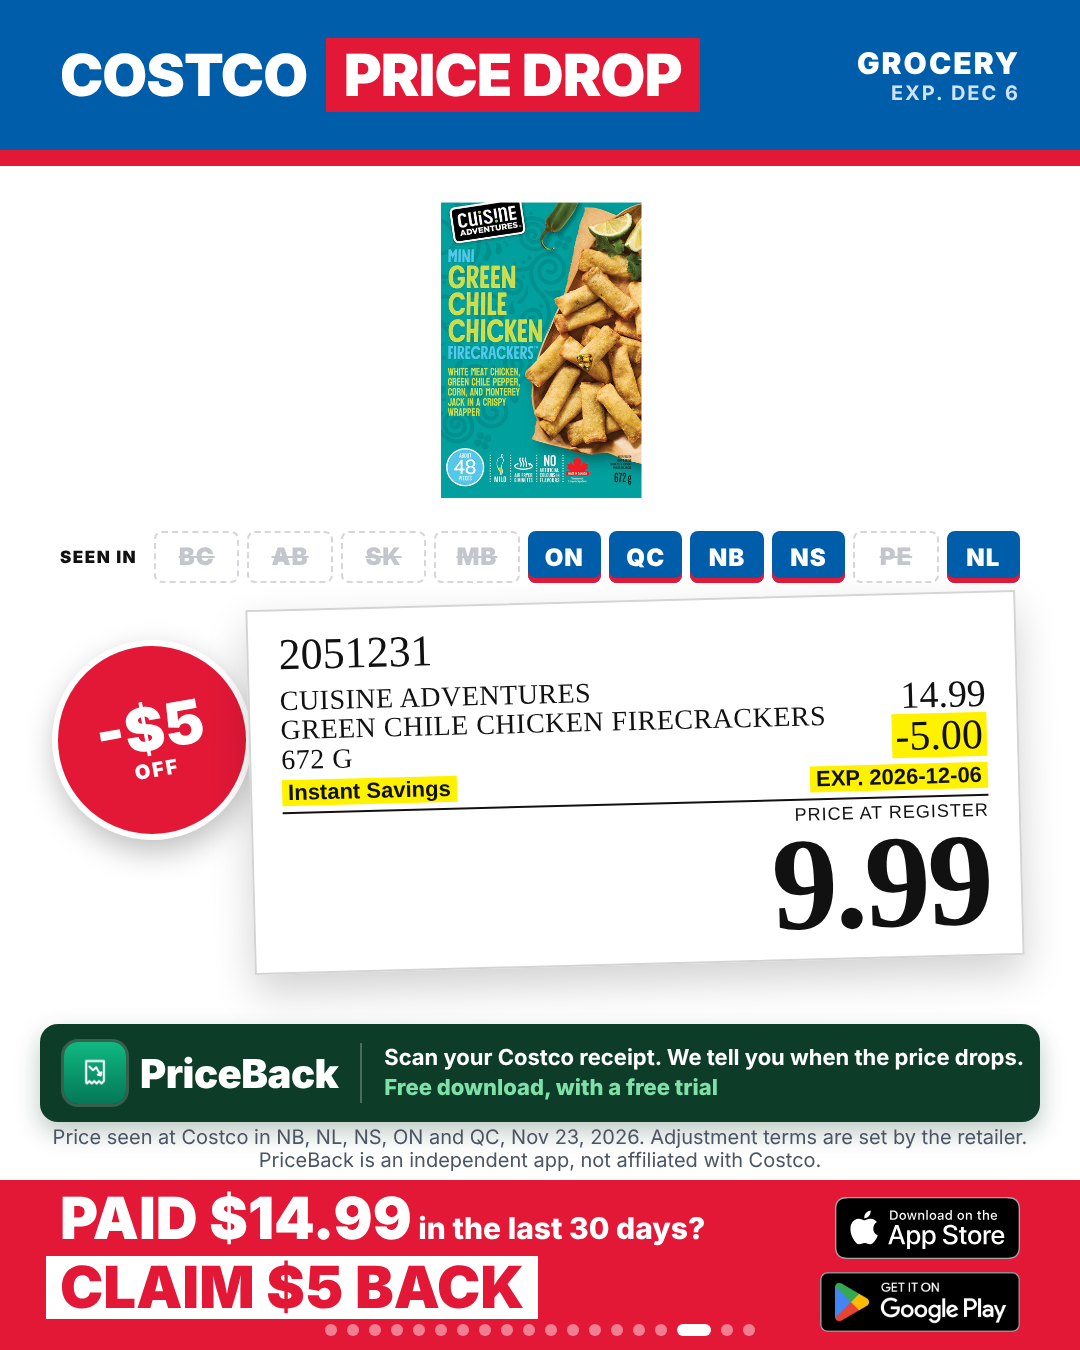 COSTCO PRICE DROP
GROCERY
EXP. DEC 6
CUISINE
ADVENTURES
MINI
GREEN
CHILE
CHICKEN
FIRECRACKERS
WHITE MEAT CHICKEN,
GREEN CHILE PEPPER,
CORN, AND MONTEREY
JACK IN A CRISPY
WRAPPER
ABOUT
48
PIECES
MILD
NO
ARTIFICIAL
COLOURS or
FLAVORS
672 g
SEEN IN BC AB SK MB ON QC NB NS PE NL
-$5
OFF
2051231
CUISINE ADVENTURES
GREEN CHILE CHICKEN FIRECRACKERS
672 G
14.99
-5.00
Instant Savings
EXP. 2026-12-06
PRICE AT REGISTER
9.99
PriceBack
Scan your Costco receipt. We tell you when the price drops.
Free download, with a free trial
Price seen at Costco in NB, NL, NS, ON and QC, Nov 23, 2026. Adjustment terms are set by the retailer.
PriceBack is an independent app, not affiliated with Costco.
PAID $14.99 in the last 30 days?
CLAIM $5 BACK
Download on the
App Store
GET IT ON
Google Play